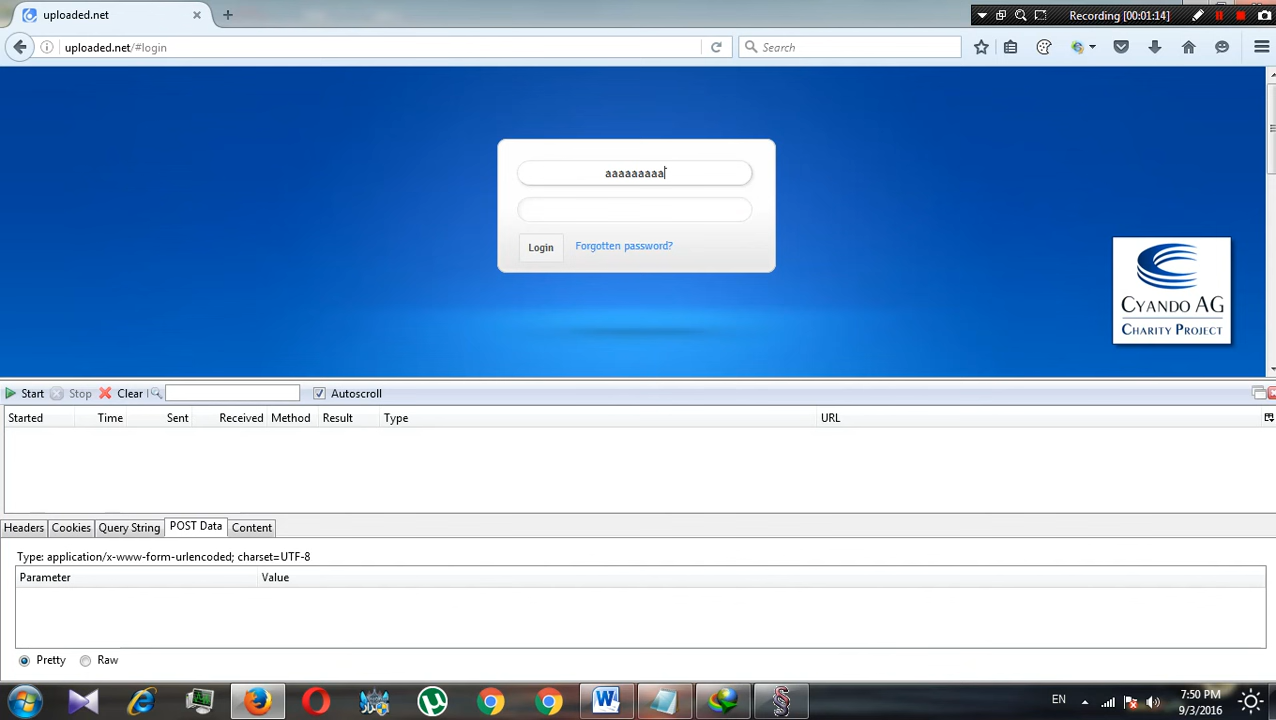 uploaded.net
Recording [00:01:14]
uploaded.net/#login
Search
aaaaaaaaa
Login Forgotten password?
CYANDO AG
CHARITY PROJECT
Start Stop Clear Autoscroll
Started Time Sent Received Method Result Type URL
Headers Cookies Query String POST Data Content
Type: application/x-www-form-urlencoded; charset=UTF-8
Parameter Value
Pretty Raw
EN 7:50 PM
9/3/2016